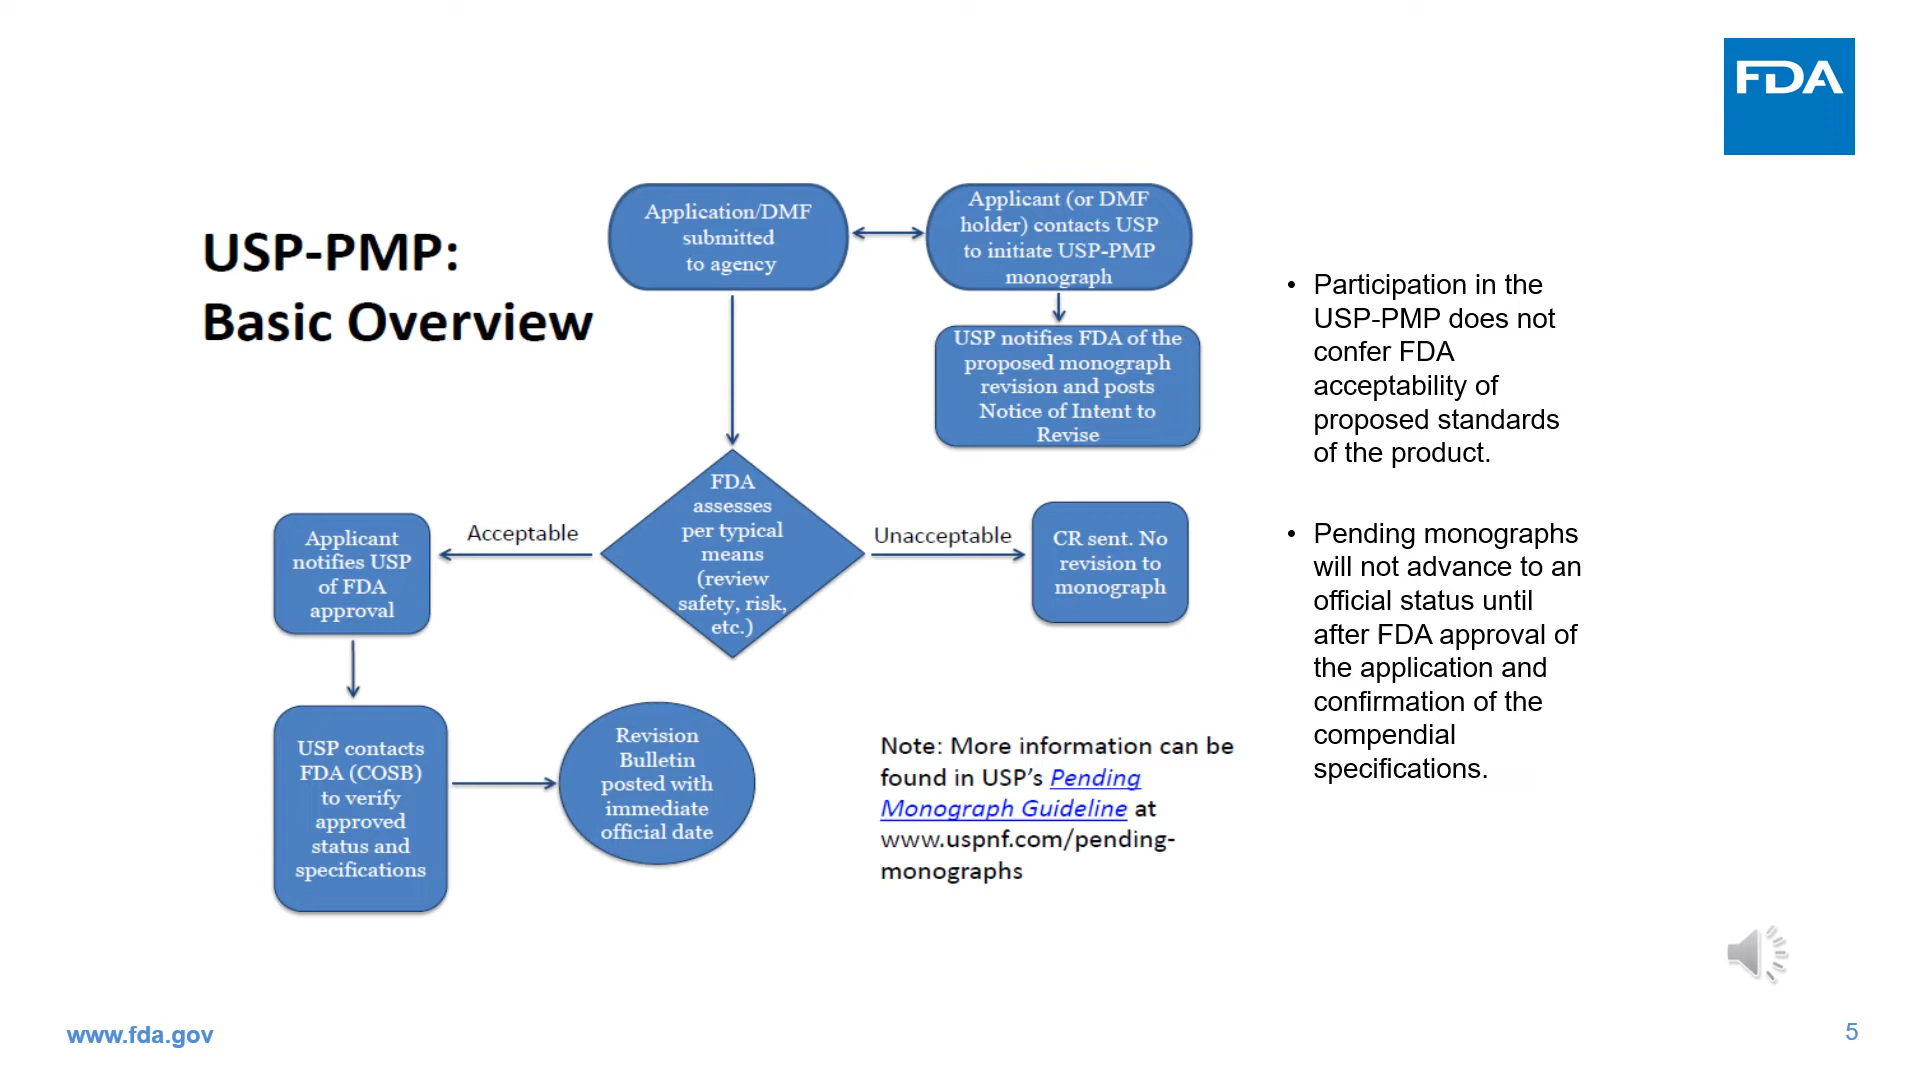 FDA
USP-PMP:
Basic Overview
Application/DMF
submitted
to agency
Applicant (or DMF
holder) contacts USP
to initiate USP-PMP
monograph
USP notifies FDA of the
proposed monograph
revision and posts
Notice of Intent to
Revise
FDA
assesses
per typical
means
(review
safety, risk,
etc.)
Acceptable
Unacceptable
Applicant
notifies USP
of FDA
approval
CR sent. No
revision to
monograph
USP contacts
FDA (COSB)
to verify
approved
status and
specifications
Revision
Bulletin
posted with
immediate
official date
Note: More information can be
found in USP’s Pending
Monograph Guideline at
www.uspnf.com/pending-
monographs
• Participation in the
USP-PMP does not
confer FDA
acceptability of
proposed standards
of the product.
• Pending monographs
will not advance to an
official status until
after FDA approval of
the application and
confirmation of the
compendial
specifications.
www.fda.gov
5